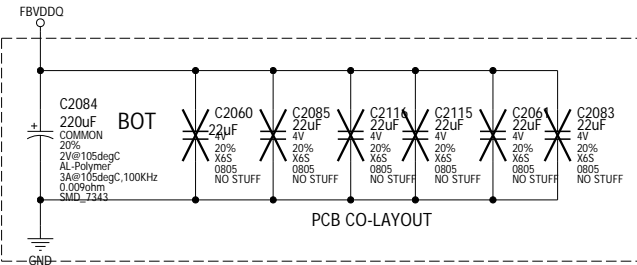 FBVDDQ
C2084
220uF
COMMON
20%
2V@105degC
AL-Polymer
3A@105degC,100KHz
0.009ohm
SMD_7343
BOT
C2060
22uF
4V
20%
X6S
0805
NO STUFF
C2085
22uF
4V
20%
X6S
0805
NO STUFF
C2116
22uF
4V
20%
X6S
0805
NO STUFF
C2115
22uF
4V
20%
X6S
0805
NO STUFF
C2061
22uF
4V
20%
X6S
0805
NO STUFF
C2083
22uF
4V
20%
X6S
0805
NO STUFF
PCB CO-LAYOUT
GND